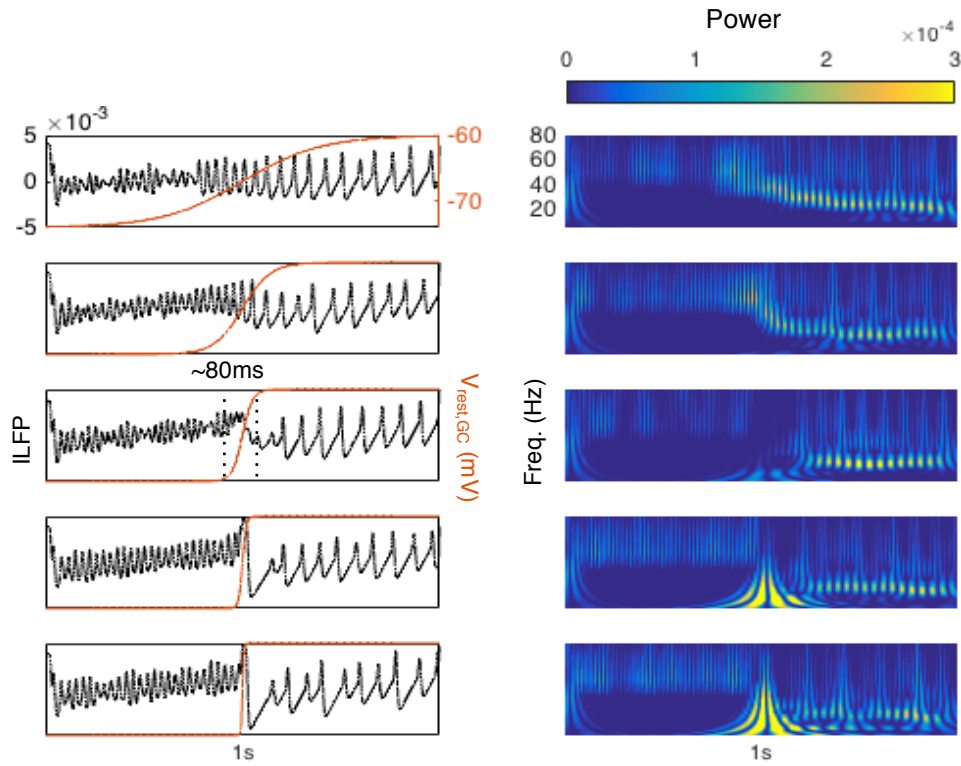 Power
×10⁻⁴
0 1 2 3
5 ×10⁻³
0
-5
-60
-70
80
60
40
20
~80ms
ILFP
V_rest,GC (mV)
Freq. (Hz)
1s
1s